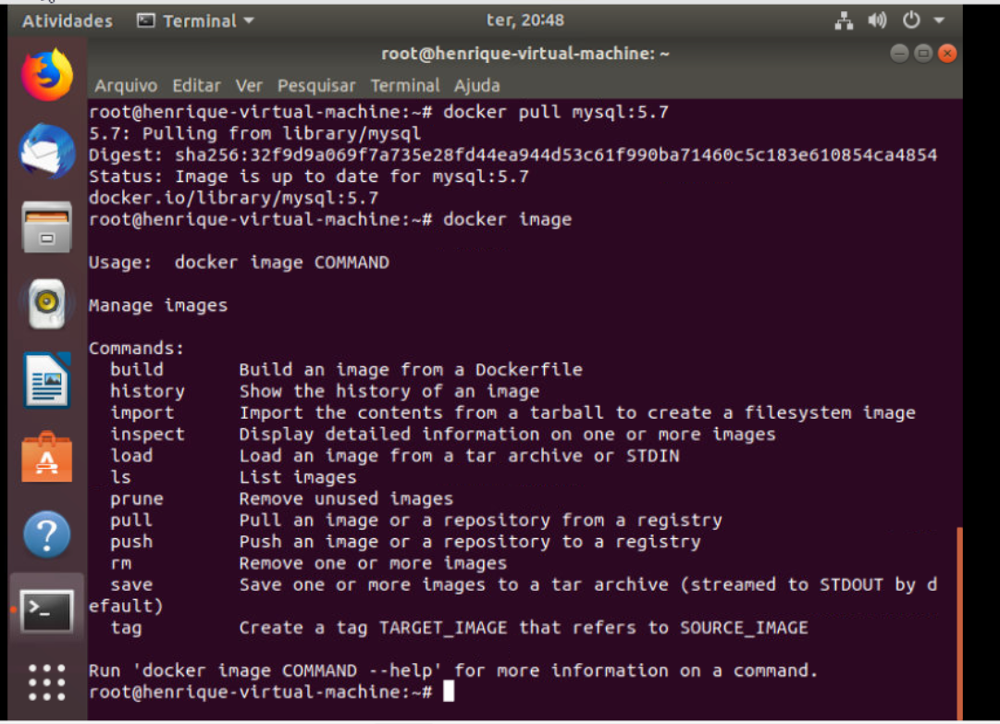 Atividades Terminal ter, 20:48
root@henrique-virtual-machine: ~
Arquivo Editar Ver Pesquisar Terminal Ajuda
root@henrique-virtual-machine:~# docker pull mysql:5.7
5.7: Pulling from library/mysql
Digest: sha256:32f9d9a069f7a735e28fd44ea944d53c61f990ba71460c5c183e610854ca4854
Status: Image is up to date for mysql:5.7
docker.io/library/mysql:5.7
root@henrique-virtual-machine:~# docker image

Usage:  docker image COMMAND

Manage images

Commands:
  build       Build an image from a Dockerfile
  history     Show the history of an image
  import      Import the contents from a tarball to create a filesystem image
  inspect     Display detailed information on one or more images
  load        Load an image from a tar archive or STDIN
  ls          List images
  prune       Remove unused images
  pull        Pull an image or a repository from a registry
  push        Push an image or a repository to a registry
  rm          Remove one or more images
  save        Save one or more images to a tar archive (streamed to STDOUT by d
efault)
  tag         Create a tag TARGET_IMAGE that refers to SOURCE_IMAGE

Run 'docker image COMMAND --help' for more information on a command.
root@henrique-virtual-machine:~#